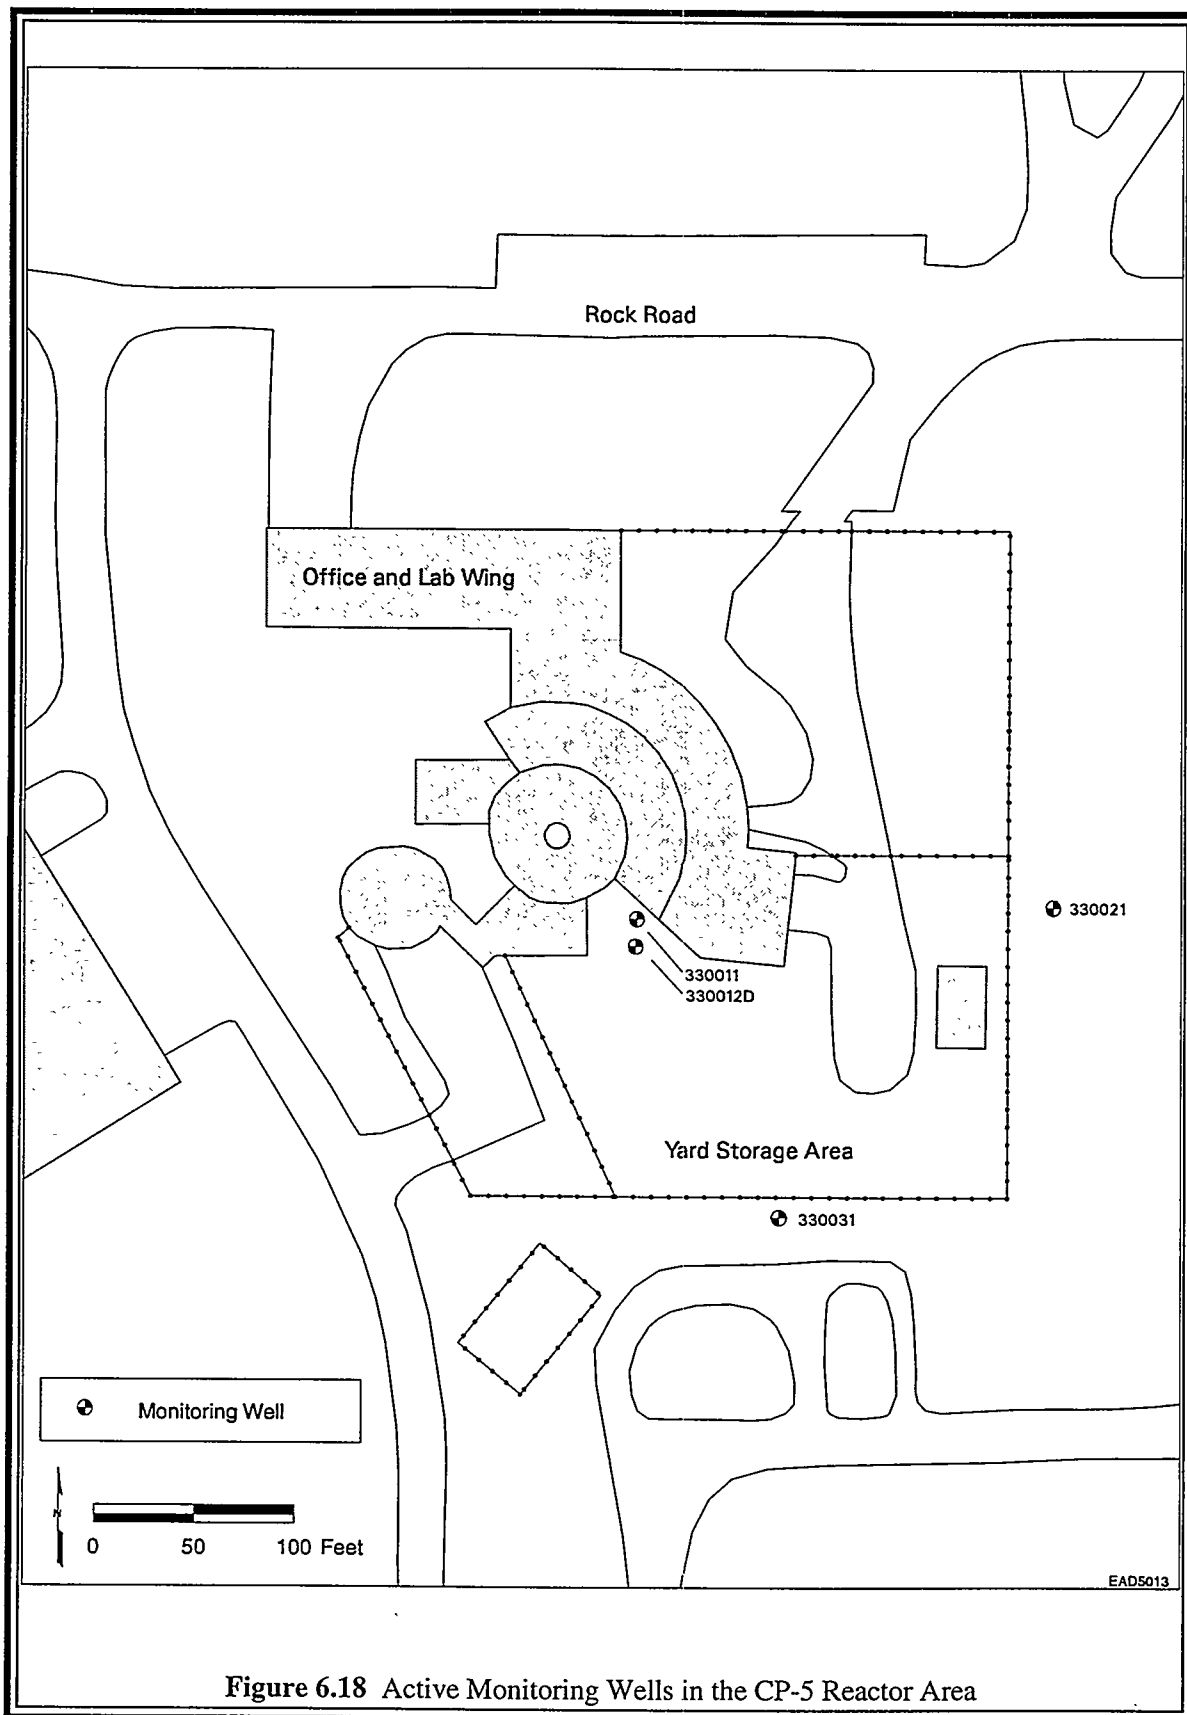 Rock Road
Office and Lab Wing
330021
330011
330012D
Yard Storage Area
330031
Monitoring Well
N
0 50 100 Feet
EAD5013
Figure 6.18 Active Monitoring Wells in the CP-5 Reactor Area